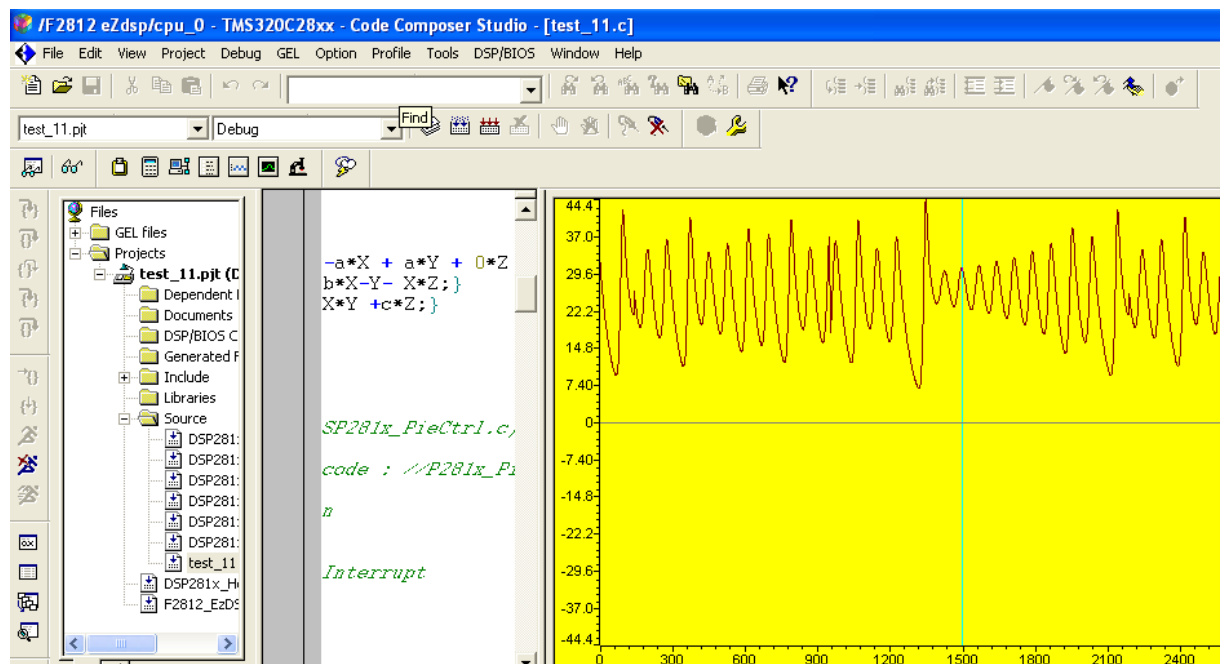 /F2812 eZdsp/cpu_0 - TMS320C28xx - Code Composer Studio - [test_11.c]
File Edit View Project Debug GEL Option Profile Tools DSP/BIOS Window Help
Find
test_11.pjt Debug
Files
GEL files
Projects
test_11.pjt (D
Dependent
Documents
DSP/BIOS C
Generated F
Include
Libraries
Source
DSP281
DSP281
DSP281
DSP281
DSP281
DSP281
test_11
DSP281x_H
F2812_EzDS
-a*X + a*Y + 0*Z
b*X-Y- X*Z;}
X*Y +c*Z;}
SP281x_PieCtrl.c
code : //F281x_Pi
n
Interrupt
44.4
37.0
29.6
22.2
14.8
7.40
0
-7.40
-14.8
-22.2
-29.6
-37.0
-44.4
0 300 600 900 1200 1500 1800 2100 2400